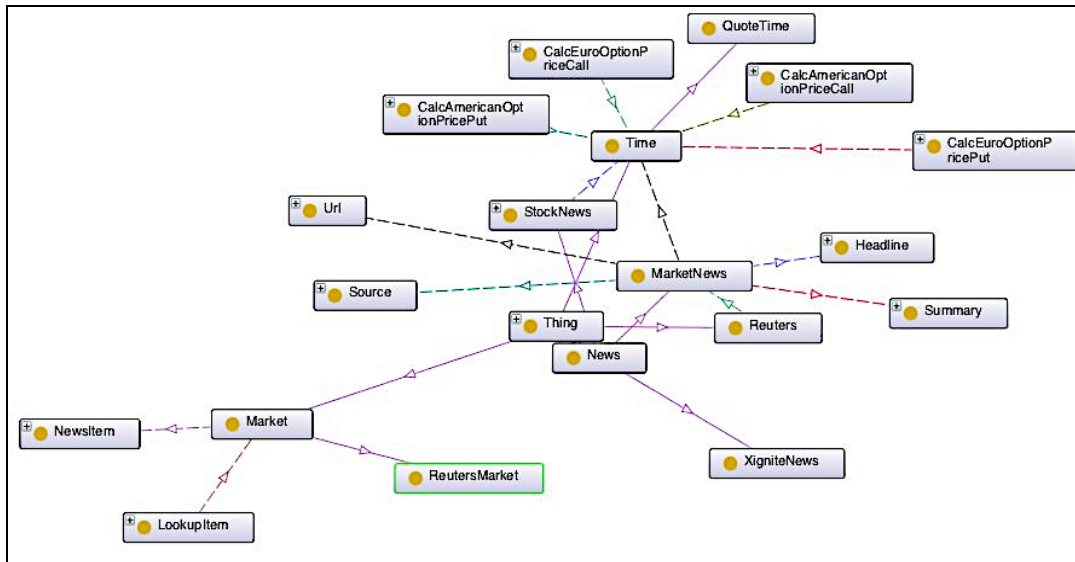 QuoteTime
CalcEuroOptionP
riceCall
CalcAmericanOpt
ionPriceCall
CalcAmericanOpt
ionPricePut
Time
CalcEuroOptionP
ricePut
Url
StockNews
Headline
MarketNews
Source
Summary
Thing
Reuters
News
Market
NewsItem
XigniteNews
ReutersMarket
LookupItem